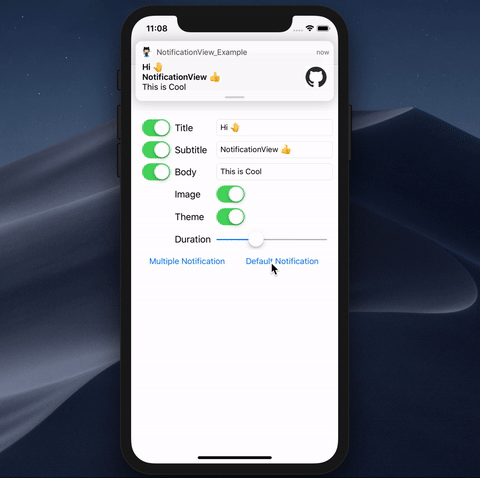 11:08
NotificationView_Example now
Hi 🤚
NotificationView 👍
This is Cool
Title Hi 🤚
Subtitle NotificationView 👍
Body This is Cool
Image
Theme
Duration
Multiple Notification Default Notification